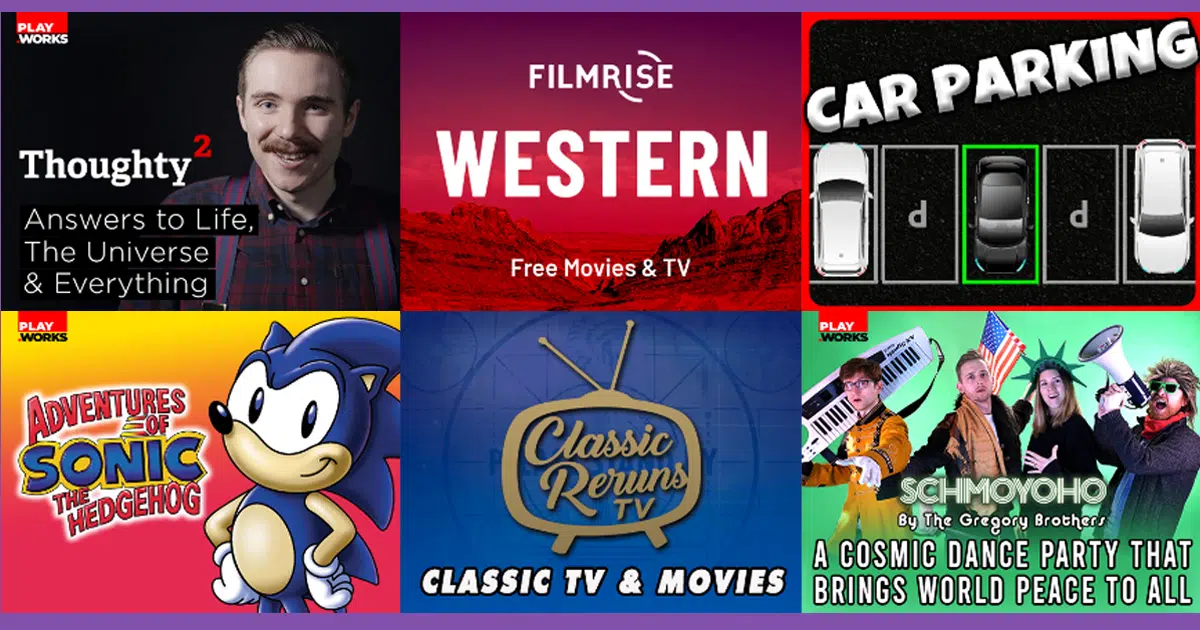 PLAY
.WORKS
Thoughty2
Answers to Life,
The Universe
& Everything
FILMRISE
WESTERN
Free Movies & TV
CAR PARKING
d
d
PLAY
.WORKS
ADVENTURES
OF
SONIC
THE
HEDGEHOG
Classic
Reruns
TV
CLASSIC TV & MOVIES
PLAY
.WORKS
SCHMOYOHO
By The Gregory Brothers
A COSMIC DANCE PARTY THAT
BRINGS WORLD PEACE TO ALL